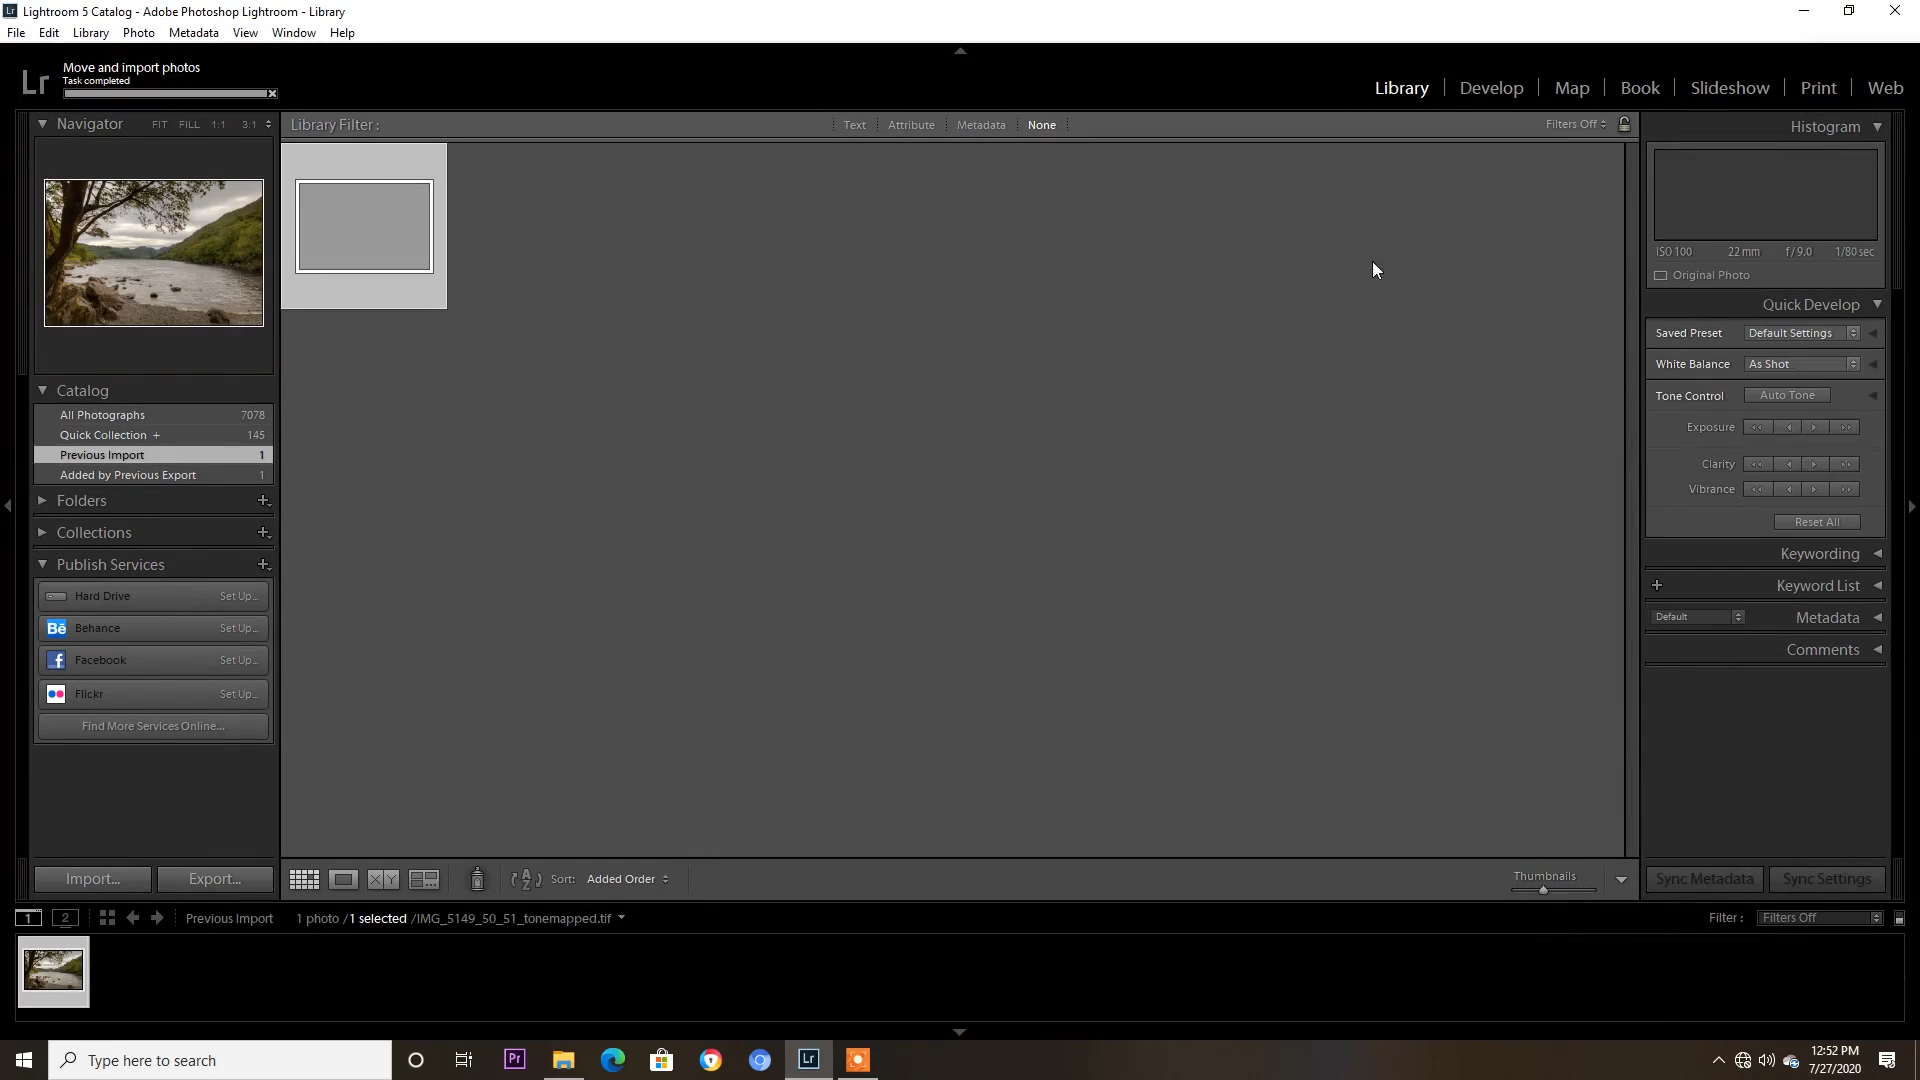 Lightroom 5 Catalog - Adobe Photoshop Lightroom - Library
File Edit Library Photo Metadata View Window Help
Lr
Move and import photos
Task completed
Library Develop Map Book Slideshow Print Web
Navigator FIT FILL 1:1 3:1
Library Filter : Text Attribute Metadata None Filters Off
Histogram
ISO 100 22 mm f / 9.0 1/80 sec
Original Photo
Quick Develop
Saved Preset Default Settings
White Balance As Shot
Tone Control Auto Tone
Exposure
Clarity
Vibrance
Reset All
Keywording
Keyword List
Default Metadata
Comments
Catalog
All Photographs 7078
Quick Collection + 145
Previous Import 1
Added by Previous Export 1
Folders
Collections
Publish Services
Hard Drive Set Up...
Bē Behance Set Up...
f Facebook Set Up...
Flickr Set Up...
Find More Services Online...
Import... Export...
X Y
A Z Sort: Added Order
Thumbnails
Sync Metadata Sync Settings
1 2 Previous Import 1 photo / 1 selected / IMG_5149_50_51_tonemapped.tif
Filter : Filters Off
Type here to search
Pr
Lr
12:52 PM
7/27/2020